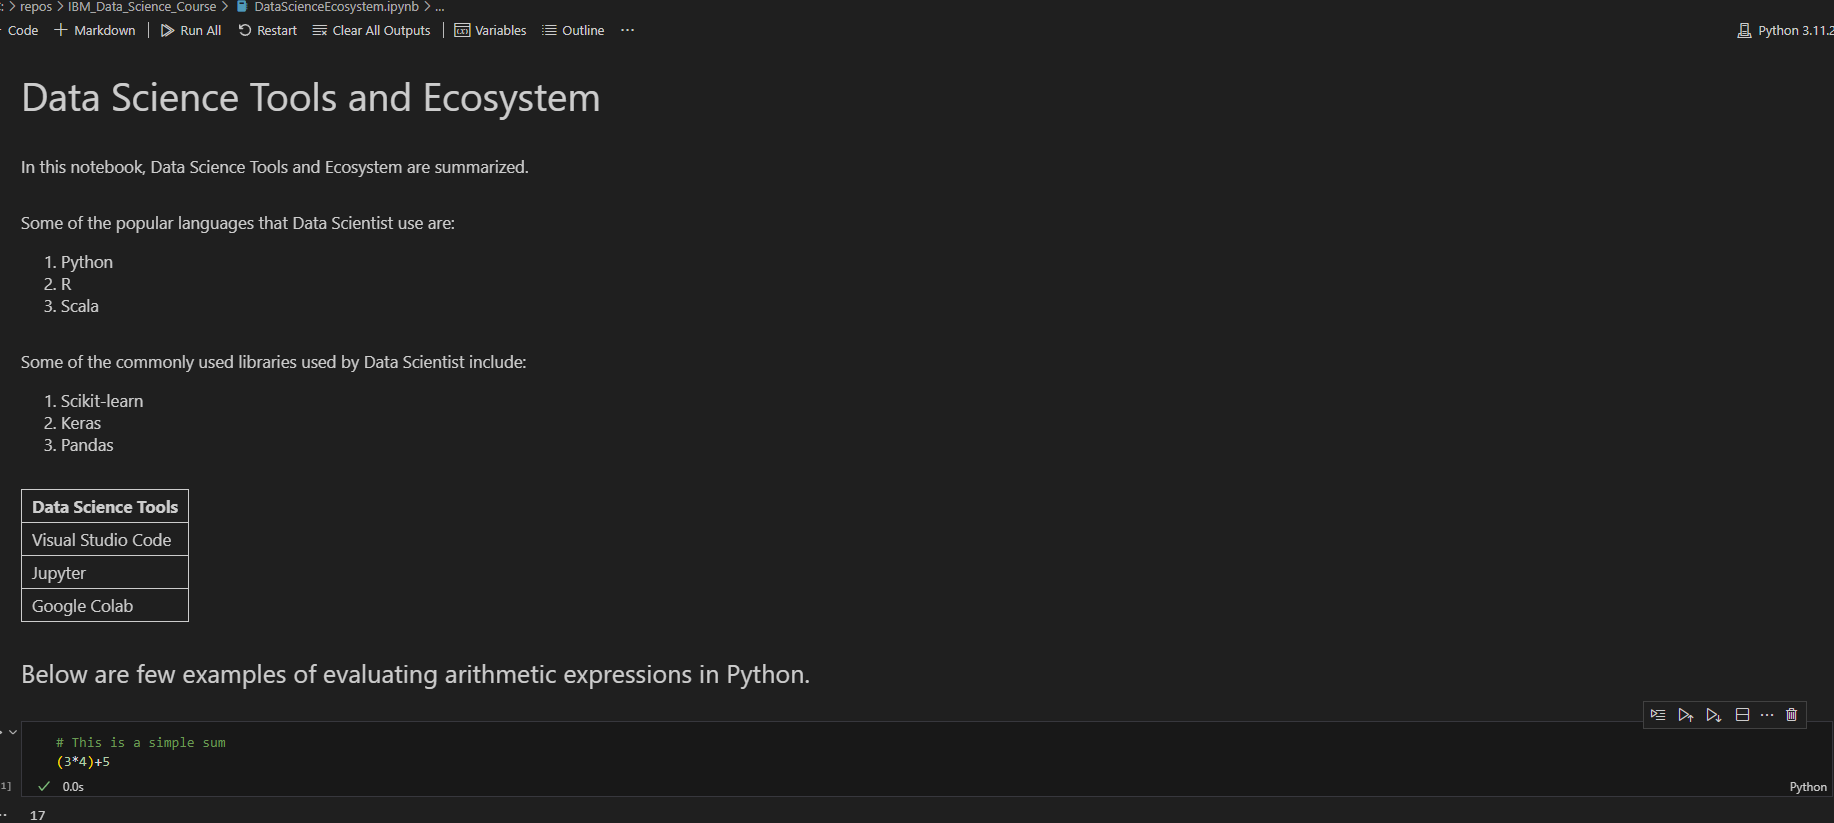 repos > IBM_Data_Science_Course > DataScienceEcosystem.ipynb > ...
Code + Markdown | Run All Restart Clear All Outputs | Variables Outline ... Python 3.11.2
Data Science Tools and Ecosystem
In this notebook, Data Science Tools and Ecosystem are summarized.
Some of the popular languages that Data Scientist use are:
1. Python
2. R
3. Scala
Some of the commonly used libraries used by Data Scientist include:
1. Scikit-learn
2. Keras
3. Pandas
Data Science Tools
Visual Studio Code
Jupyter
Google Colab
Below are few examples of evaluating arithmetic expressions in Python.
# This is a simple sum
(3*4)+5
1] 0.0s Python
17